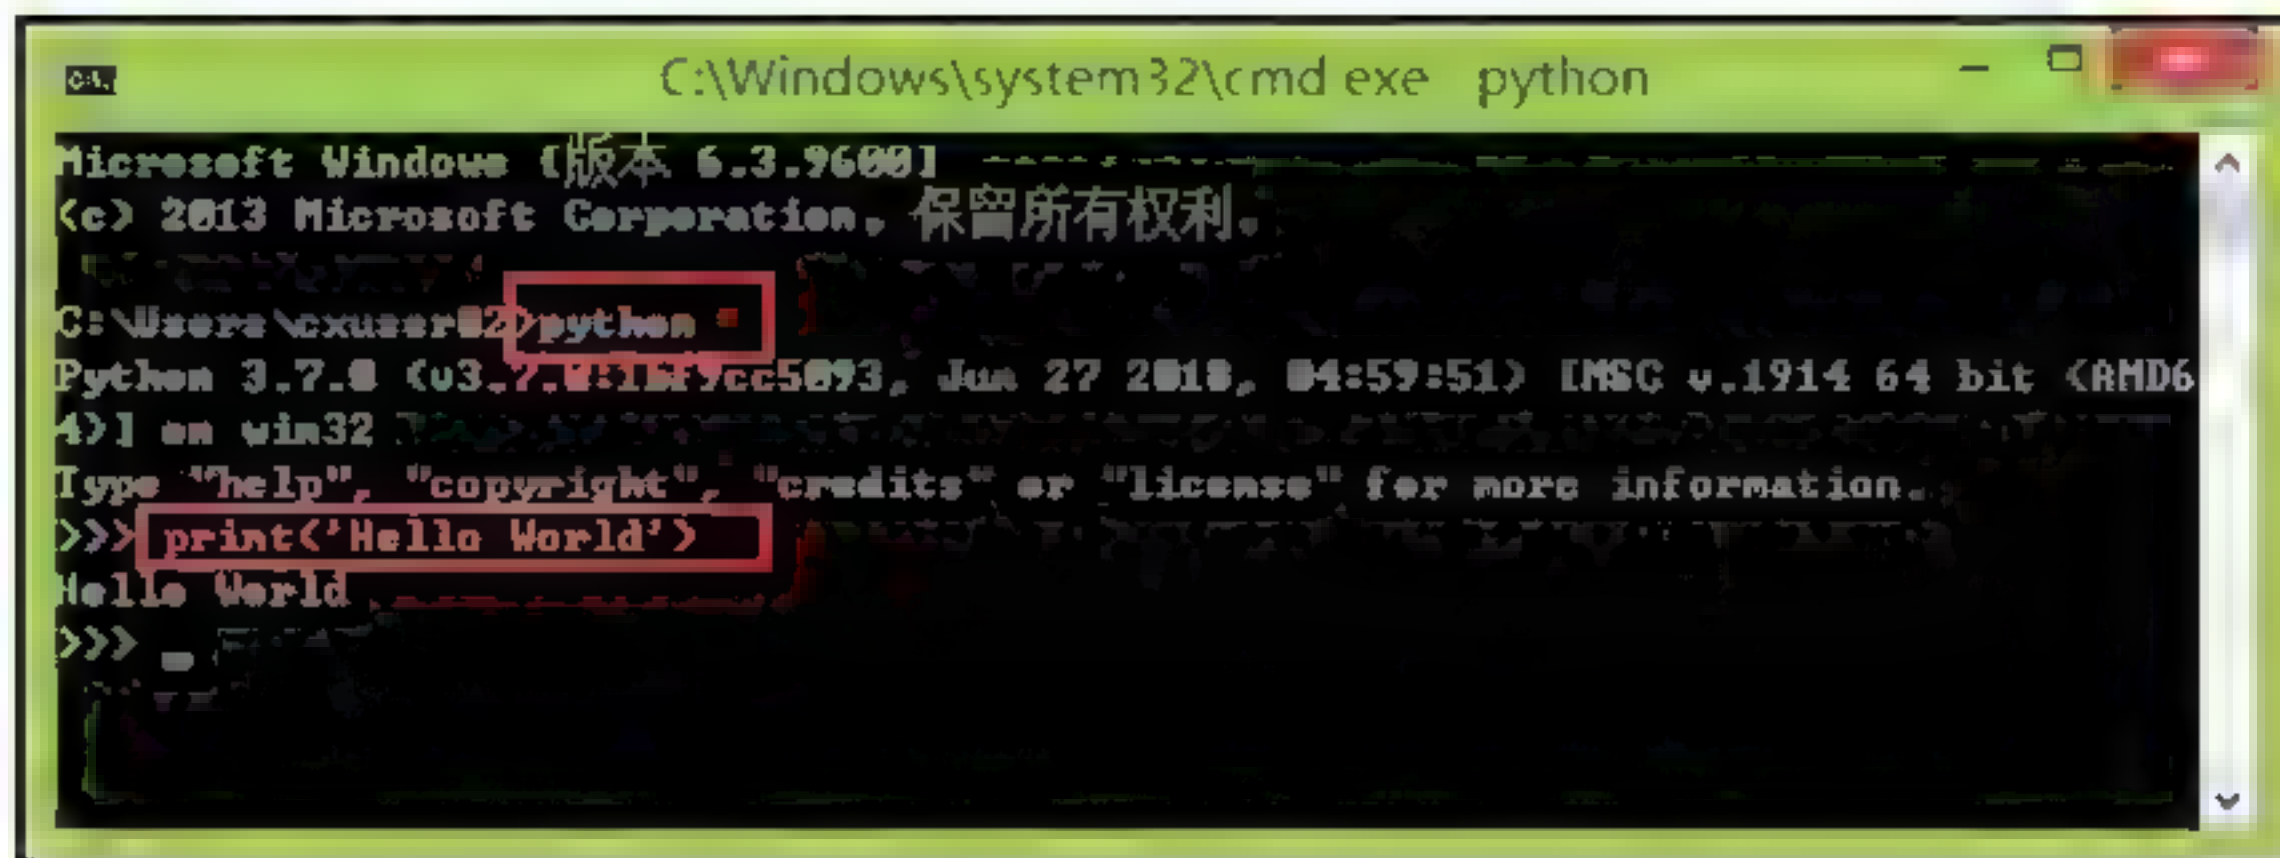 C:\Windows\system32\cmd exe python
Microsoft Windows [版本 6.3.9600]
(c) 2013 Microsoft Corporation。保留所有权利。
C:\Users\cxuser02>python
Python 3.7.0 (v3.7.0:1bf9cc5093, Jun 27 2018, 04:59:51) [MSC v.1914 64 bit (AMD6
4)] on win32
Type "help", "copyright", "credits" or "license" for more information.
>>> print('Hello World')
Hello World
>>> _